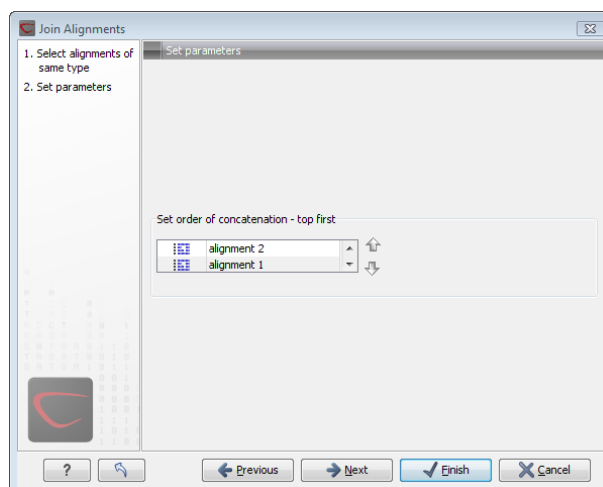 Join Alignments
1. Select alignments of
same type
2. Set parameters
Set parameters
Set order of concatenation - top first
alignment 2
alignment 1
?
Previous
Next
Finish
Cancel